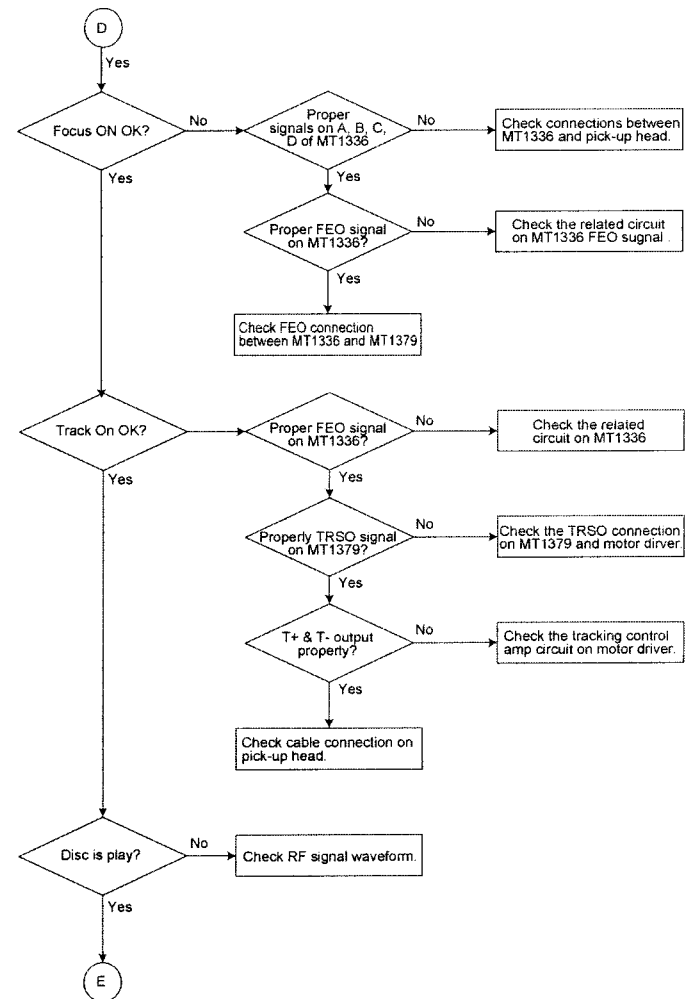 D
Yes
Focus ON OK?
No
Proper
signals on A, B, C,
D of MT1336
No
Check connections between
MT1336 and pick-up head.
Yes
Yes
Proper FEO signal
on MT1336?
No
Check the related circuit
on MT1336 FEO sugnal .
Yes
Check FEO connection
between MT1336 and MT1379
Track On OK?
Proper FEO signal
on MT1336?
No
Check the related
circuit on MT1336
Yes
Yes
Properly TRSO signal
on MT1379?
No
Check the TRSO connection
on MT1379 and motor dirver.
Yes
T+ & T- output
property?
No
Check the tracking control
amp circuit on motor driver.
Yes
Check cable connection on
pick-up head.
Disc is play?
No
Check RF signal waveform.
Yes
E